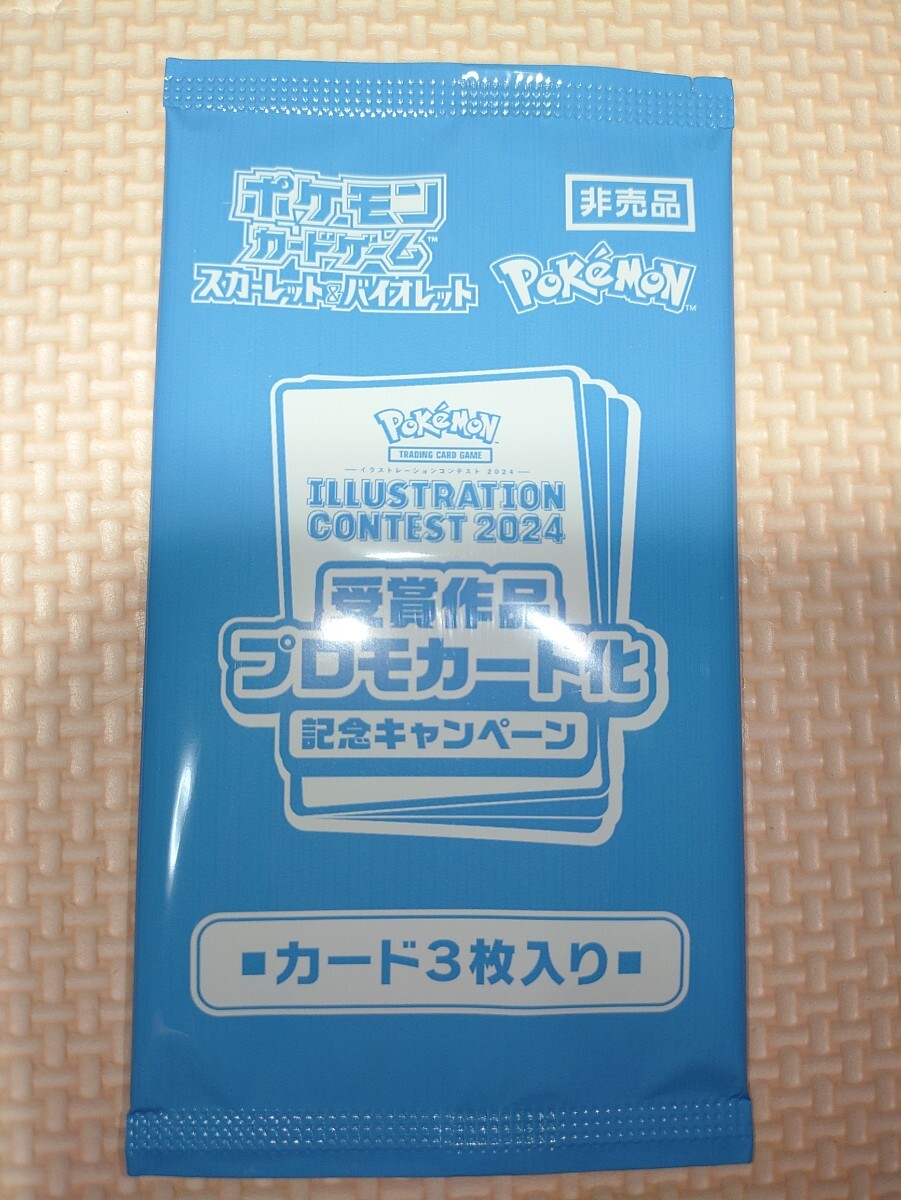 ポケモン
カードゲーム™
スカーレット&バイオレット
非売品
Pokémon™
Pokémon
TRADING CARD GAME
イラストレーションコンテスト 2024
ILLUSTRATION
CONTEST 2024
受賞作品
プロモカード化
記念キャンペーン
■カード3枚入り■